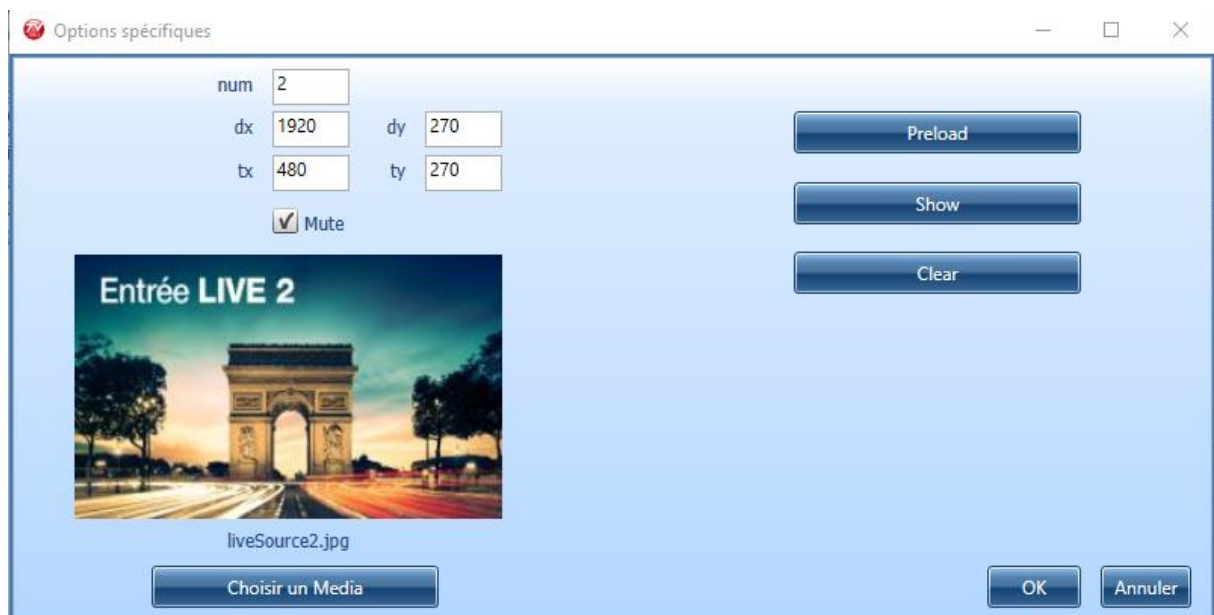 Options spécifiques
num 2
dx 1920 dy 270
Preload
tx 480 ty 270
Show
Mute
Clear
Entrée LIVE 2
liveSource2.jpg
Choisir un Media
OK Annuler